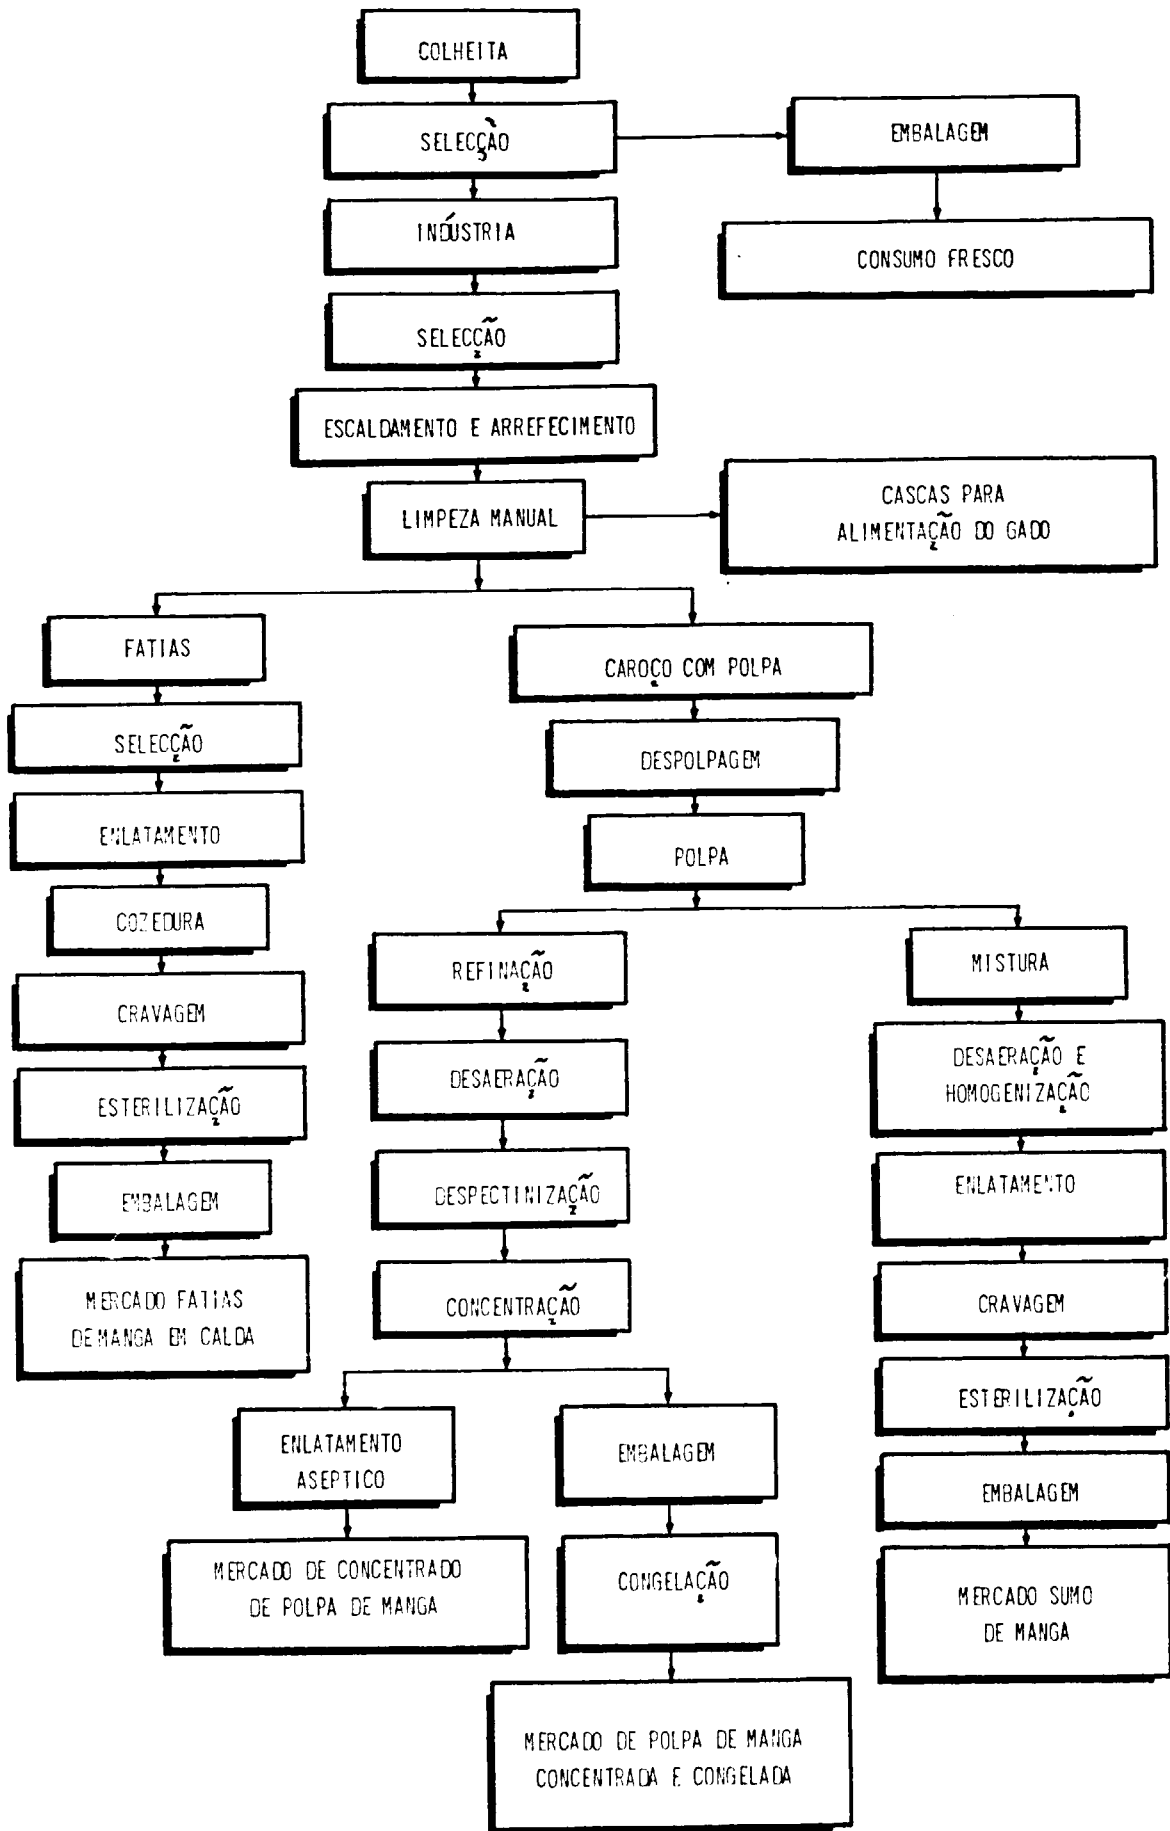 COLHEITA
SELECÇÃO
EMBALAGEM
INDÚSTRIA
CONSUMO FRESCO
SELECÇÃO
ESCALDAMENTO E ARREFECIMENTO
LIMPEZA MANUAL
CASCAS PARA
ALIMENTAÇÃO DO GADO
FATIAS
SELECÇÃO
ENLATAMENTO
COZEDURA
CRAVAGEM
ESTERILIZAÇÃO
EMBALAGEM
MERCADO FATIAS
DE MANGA EM CALDA
CAROÇO COM POLPA
DESPOLPAGEM
POLPA
REFINAÇÃO
DESAERAÇÃO
DESPECTINIZAÇÃO
CONCENTRAÇÃO
ENLATAMENTO
ASEPTICO
MERCADO DE CONCENTRADO
DE POLPA DE MANGA
EMBALAGEM
CONGELAÇÃO
MERCADO DE POLPA DE MANGA
CONCENTRADA E CONGELADA
MISTURA
DESAERAÇÃO E
HOMOGENIZAÇÃO
ENLATAMENTO
CRAVAGEM
ESTERILIZAÇÃO
EMBALAGEM
MERCADO SUMO
DE MANGA